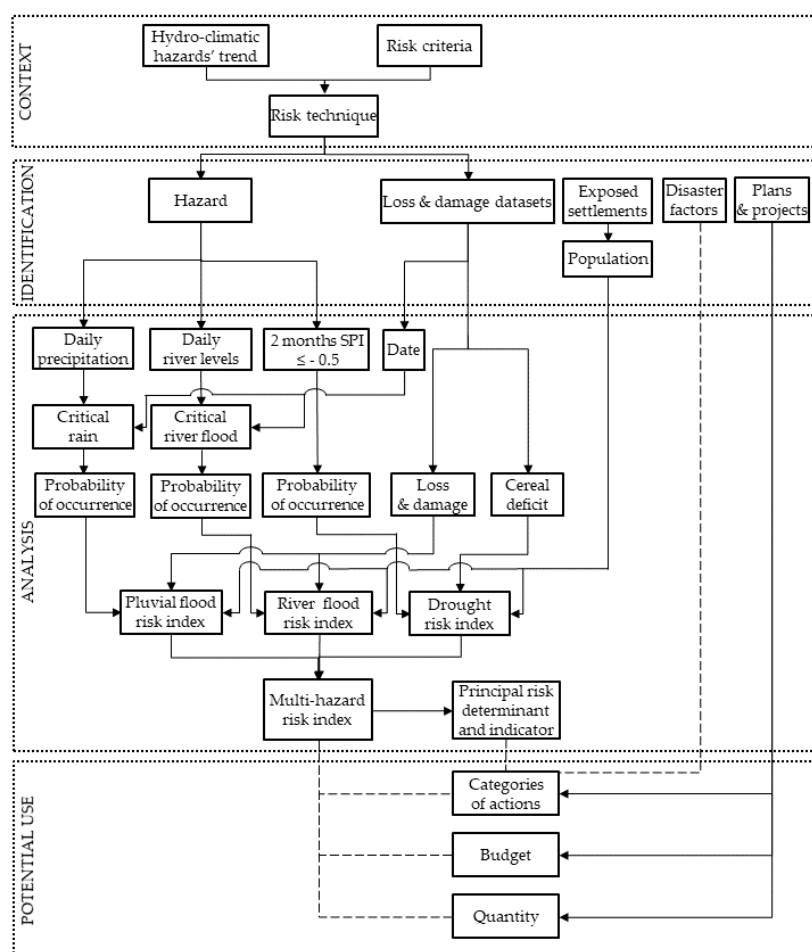 CONTEXT
Hydro-climatic
hazards' trend
Risk criteria
Risk technique
IDENTIFICATION
Hazard
Loss & damage datasets
Exposed
settlements
Disaster
factors
Plans
& projects
Population
ANALYSIS
Daily
precipitation
Daily
river levels
2 months SPI
≤ - 0.5
Date
Critical
rain
Critical
river flood
Probability
of occurrence
Probability
of occurrence
Probability
of occurrence
Loss
& damage
Cereal
deficit
Pluvial flood
risk index
River flood
risk index
Drought
risk index
Multi-hazard
risk index
Principal risk
determinant
and indicator
POTENTIAL USE
Categories
of actions
Budget
Quantity